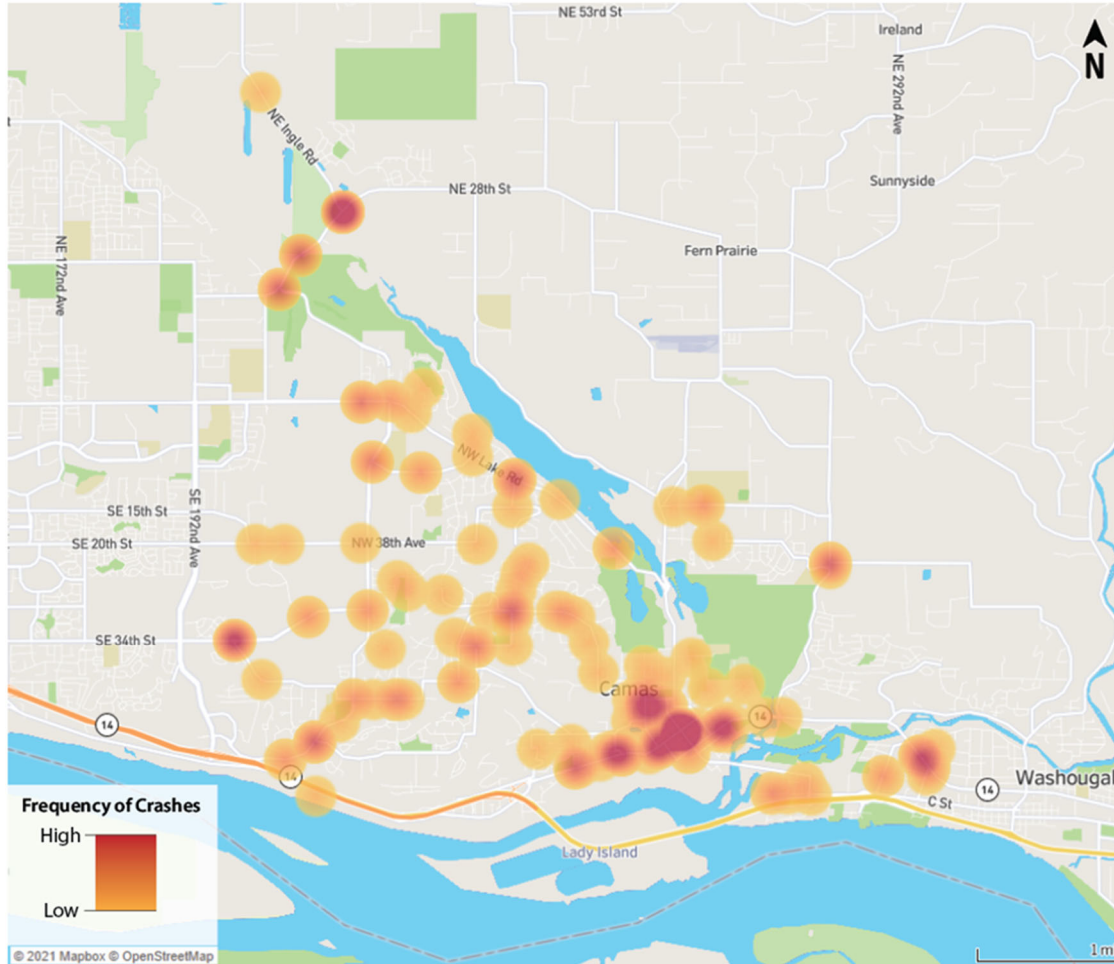 NE 53rd St
Ireland
N
NE 292nd Ave
NE Ingle Rd
NE 28th St
Sunnyside
NE 172nd Ave
Fern Prairie
NW Lake Rd
SE 15th St
SE 192nd Ave
SE 20th St
NW 38th Ave
SE 34th St
Camas
14
14
14
14
Washougal
C St
Lady Island
Frequency of Crashes
High
Low
© 2021 Mapbox © OpenStreetMap
1 m